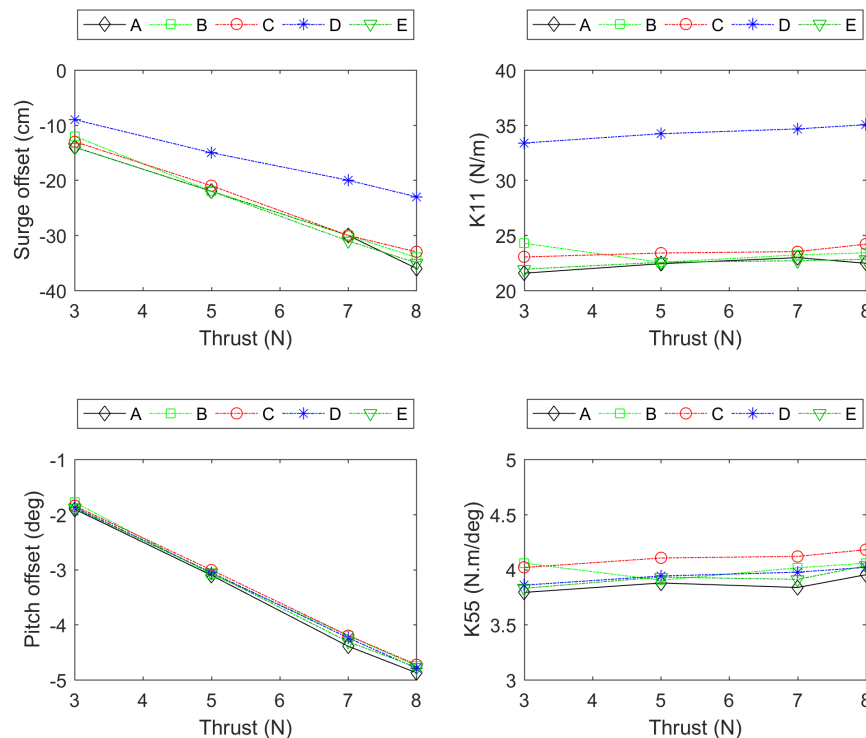 A B C D E
A B C D E
0
-10
-20
-30
-40
Surge offset (cm)
3 4 5 6 7 8
Thrust (N)
40
35
30
25
20
K11 (N/m)
3 4 5 6 7 8
Thrust (N)
A B C D E
A B C D E
-1
-2
-3
-4
-5
Pitch offset (deg)
3 4 5 6 7 8
Thrust (N)
5
4.5
4
3.5
3
K55 (N.m/deg)
3 4 5 6 7 8
Thrust (N)